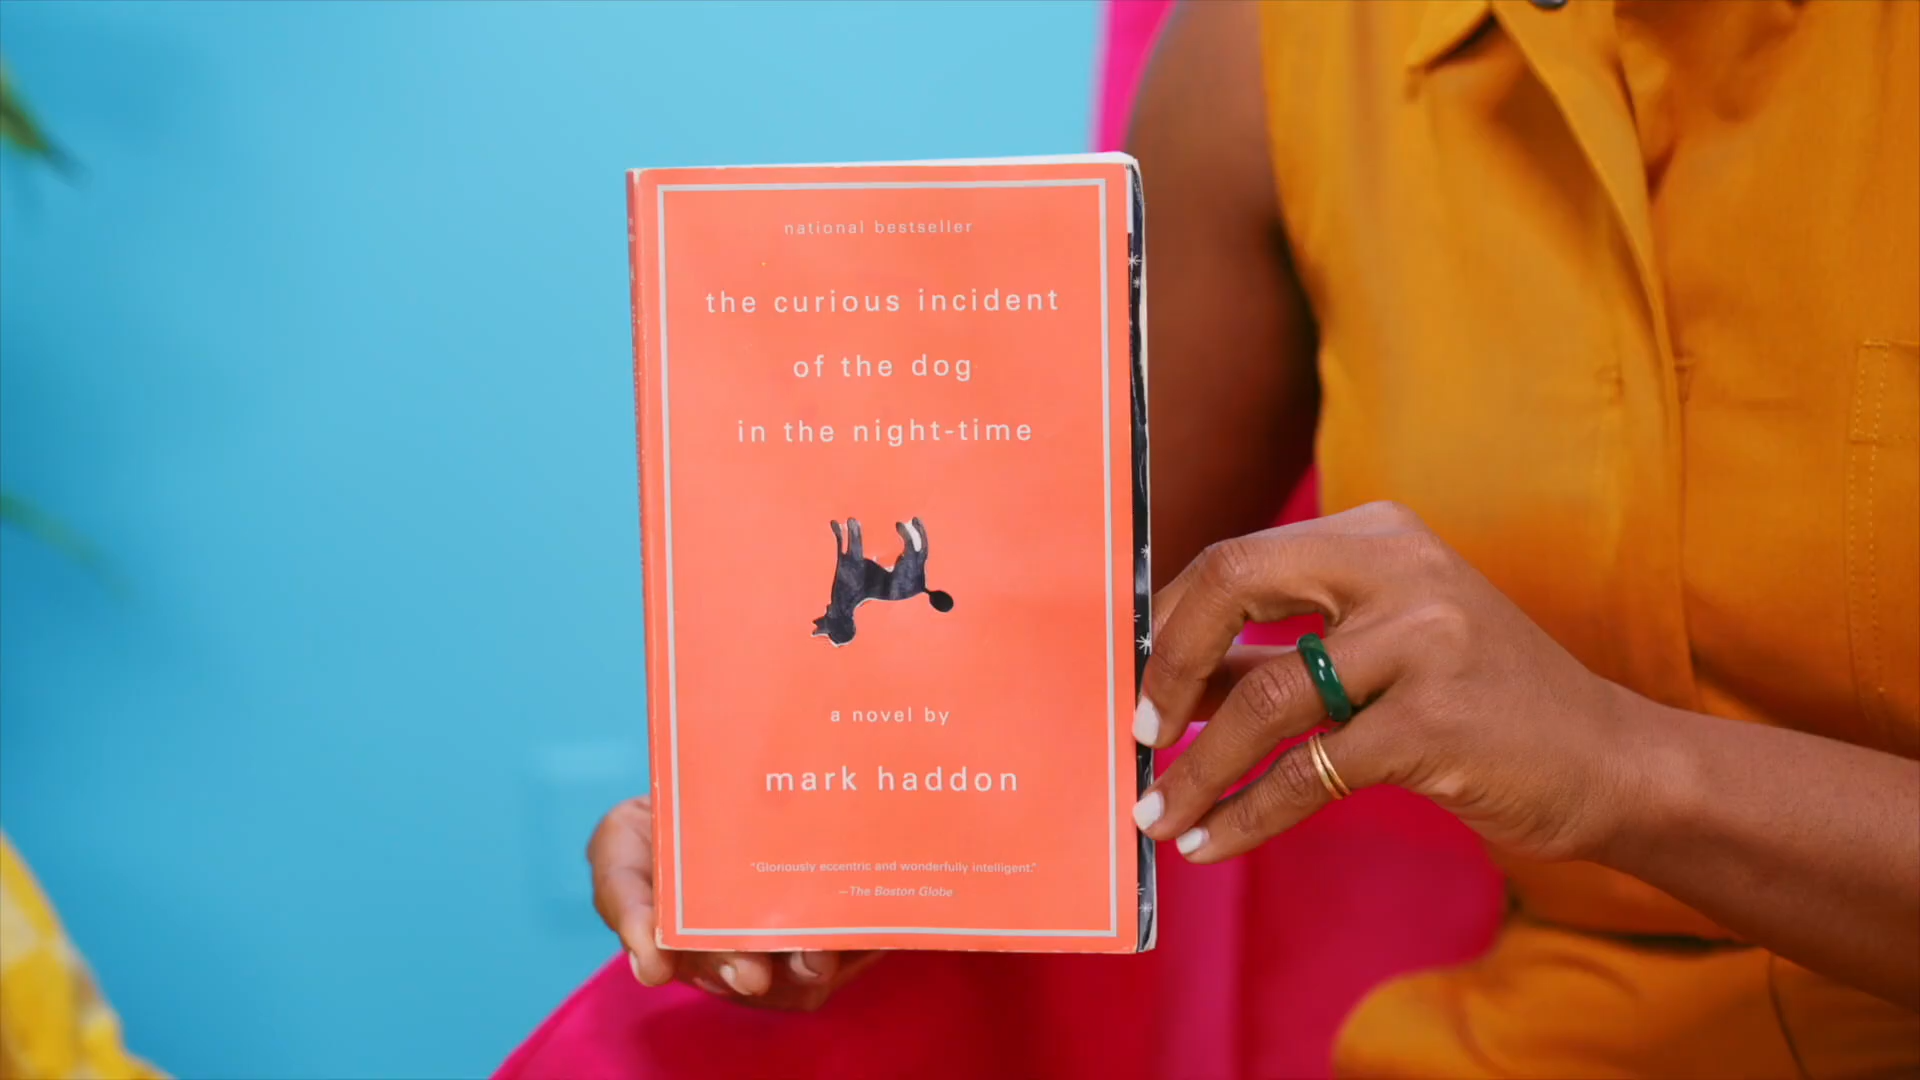 national bestseller
the curious incident
of the dog
in the night-time
a novel by
mark haddon
"Gloriously eccentric and wonderfully intelligent."
—The Boston Globe